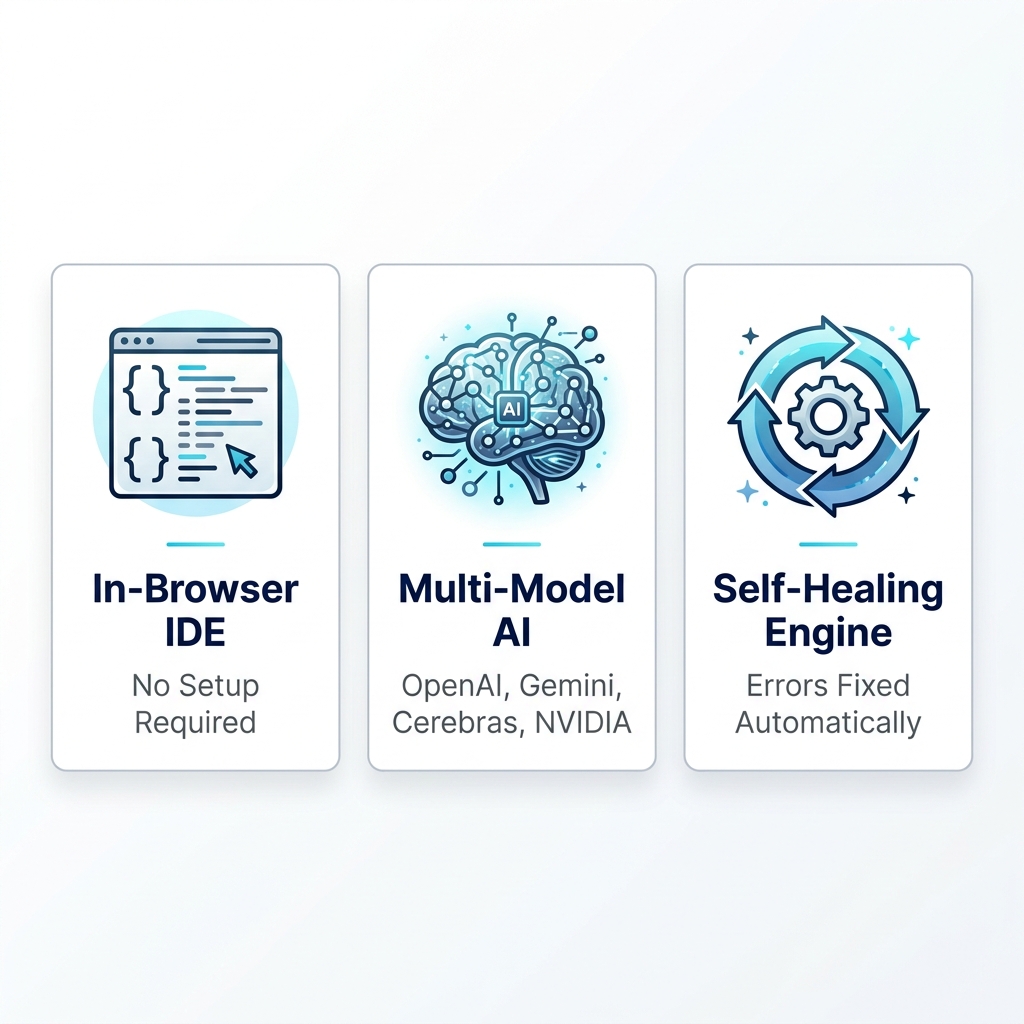 { }
{ }
In-Browser
IDE
No Setup
Required
AI
Multi-Model
AI
OpenAI, Gemini,
Cerebras, NVIDIA
Self-Healing
Engine
Errors Fixed
Automatically